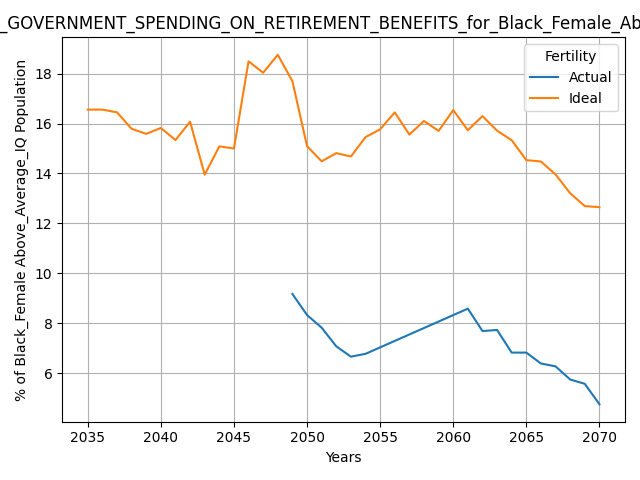 _GOVERNMENT_SPENDING_ON_RETIREMENT_BENEFITS_for_Black_Female_Ab
% of Black_Female Above_Average_IQ Population
18
16
14
12
10
8
6
Fertility
Actual
Ideal
2035 2040 2045 2050 2055 2060 2065 2070
Years